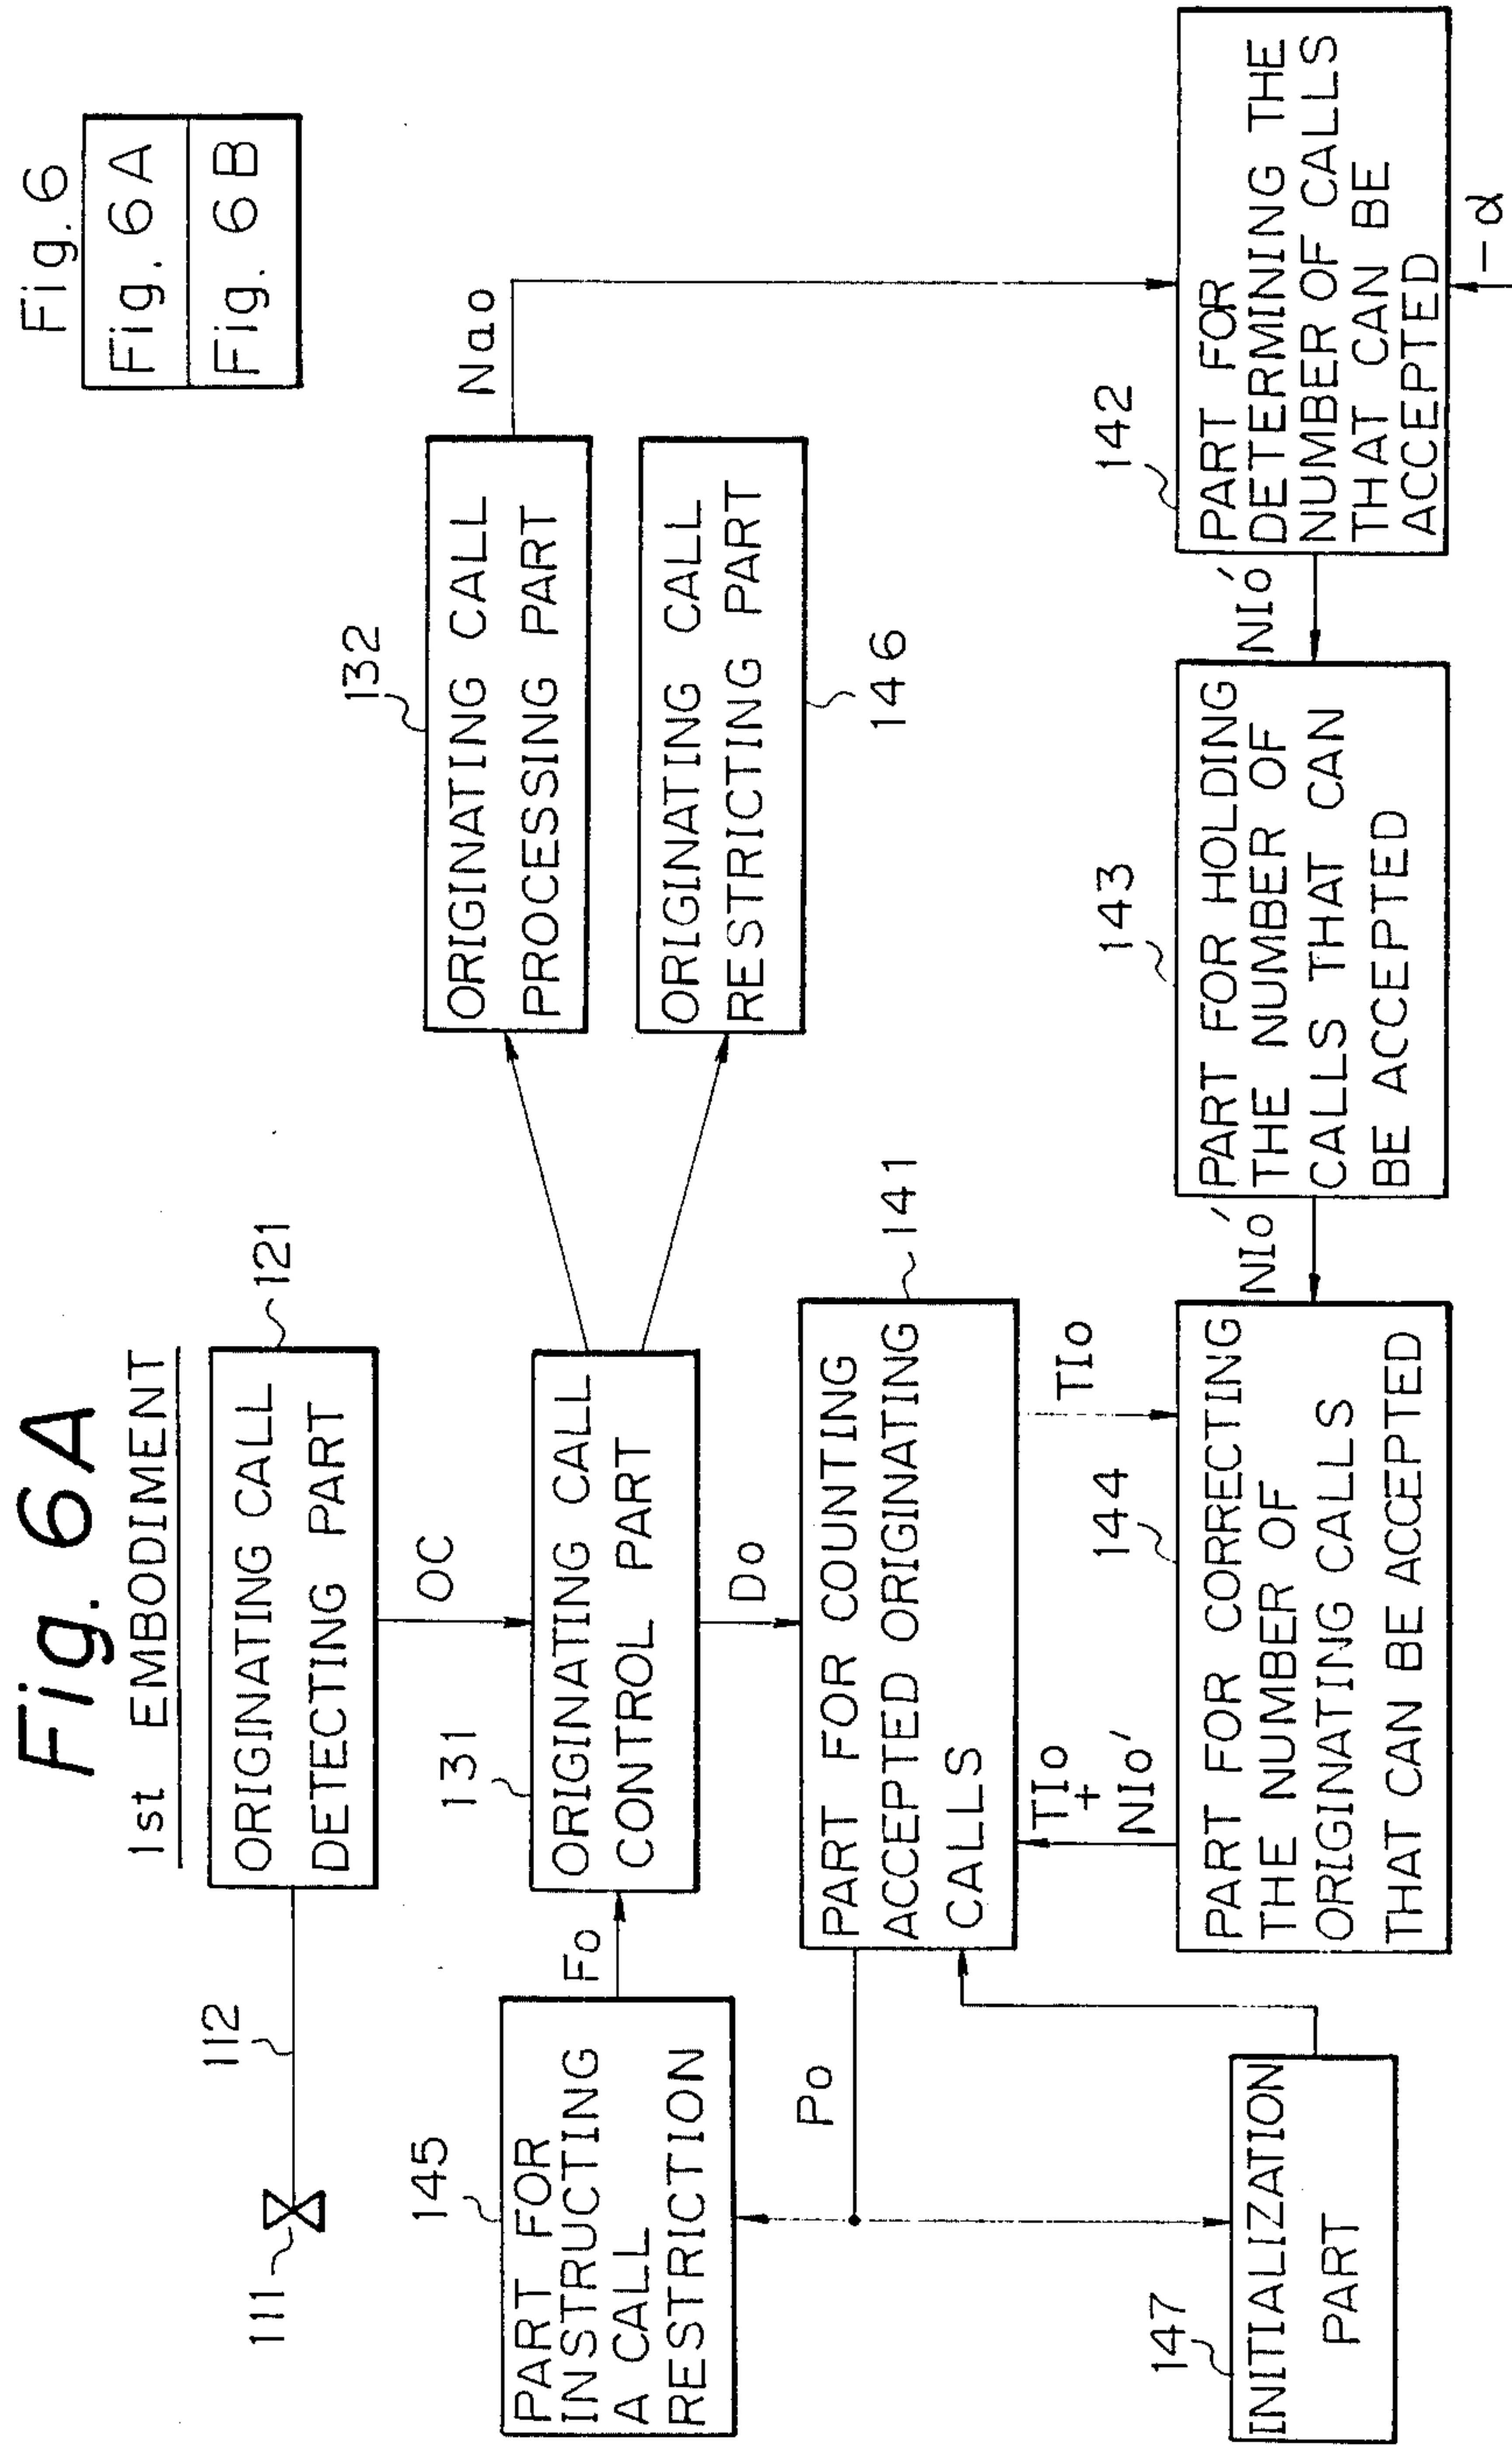 Fig. 6A
1st EMBODIMENT
Fig. 6
Fig. 6A
Fig. 6B
111
112
121
ORIGINATING CALL
DETECTING PART
OC
145
PART FOR
INSTRUCTING
A CALL
RESTRICTION
Fo
131
ORIGINATING CALL
CONTROL PART
132
ORIGINATING CALL
PROCESSING PART
Nao
ORIGINATING CALL
RESTRICTING PART
146
Do
Po
PART FOR COUNTING
ACCEPTED ORIGINATING
CALLS
141
TIo
+
NIo'
TIo
147
INITIALIZATION
PART
144
PART FOR CORRECTING
THE NUMBER OF
ORIGINATING CALLS
THAT CAN BE ACCEPTED
NIo'
143
PART FOR HOLDING
THE NUMBER OF
CALLS THAT CAN
BE ACCEPTED
NIo'
142
PART FOR
DETERMINING THE
NUMBER OF CALLS
THAT CAN BE
ACCEPTED
-α